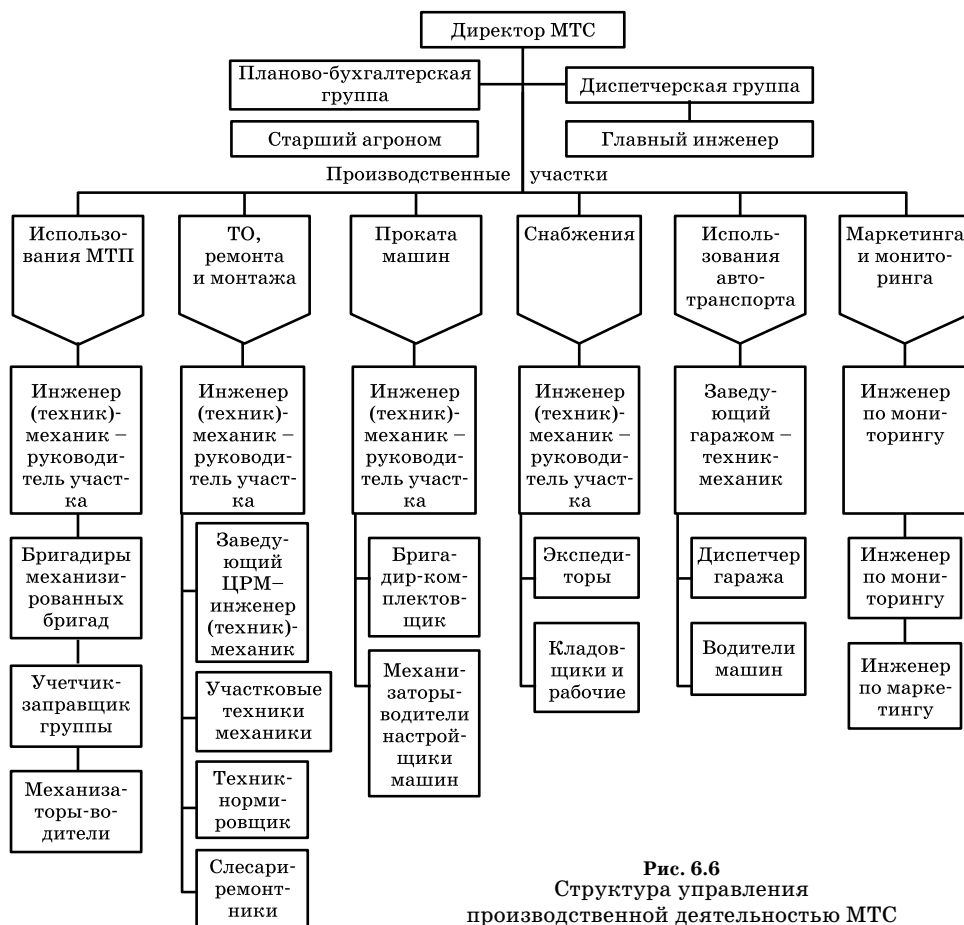 Директор МТС
Планово-бухгалтерская
группа
Диспетчерская группа
Старший агроном
Главный инженер
Производственные участки
Использо-
вания МТП
ТО,
ремонта
и монтажа
Проката
машин
Снабжения
Исполь-
зования
авто-
транспорта
Маркетинга
и монито-
ринга
Инженер
(техник)-
механик –
руководи-
тель участ-
ка
Инженер
(техник)-
механик –
руководи-
тель участ-
ка
Инженер
(техник)-
механик –
руководи-
тель участ-
ка
Инженер
(техник)-
механик –
руководи-
тель участ-
ка
Заведу-
ющий
гаражом –
техник-
механик
Инженер
по мони-
торингу
Бригадиры
механизи-
рованных
бригад
Учетчик-
заправщик
группы
Механиза-
торы-во-
дители
Заведу-
ющий
ЦРМ–
инженер
(техник)-
механик
Участковые
техники
механики
Техник-
норми-
ровщик
Слесари-
ремонт-
ники
Брига-
дир-ком-
плектов-
щик
Механи-
заторы-
водители
настрой-
щики
машин
Экспеди-
торы
Кладов-
щики и
рабочие
Диспетчер
гаража
Водители
машин
Инженер
по мони-
торингу
Инженер
по марке-
тингу
Рис. 6.6
Структура управления
производственной деятельностью МТС